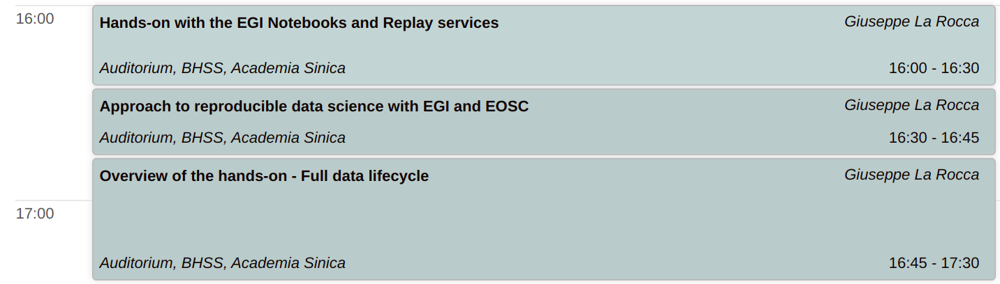 16:00
Hands-on with the EGI Notebooks and Replay services
Giuseppe La Rocca
Auditorium, BHSS, Academia Sinica
16:00 - 16:30
Approach to reproducible data science with EGI and EOSC
Giuseppe La Rocca
Auditorium, BHSS, Academia Sinica
16:30 - 16:45
Overview of the hands-on - Full data lifecycle
Giuseppe La Rocca
17:00
Auditorium, BHSS, Academia Sinica
16:45 - 17:30